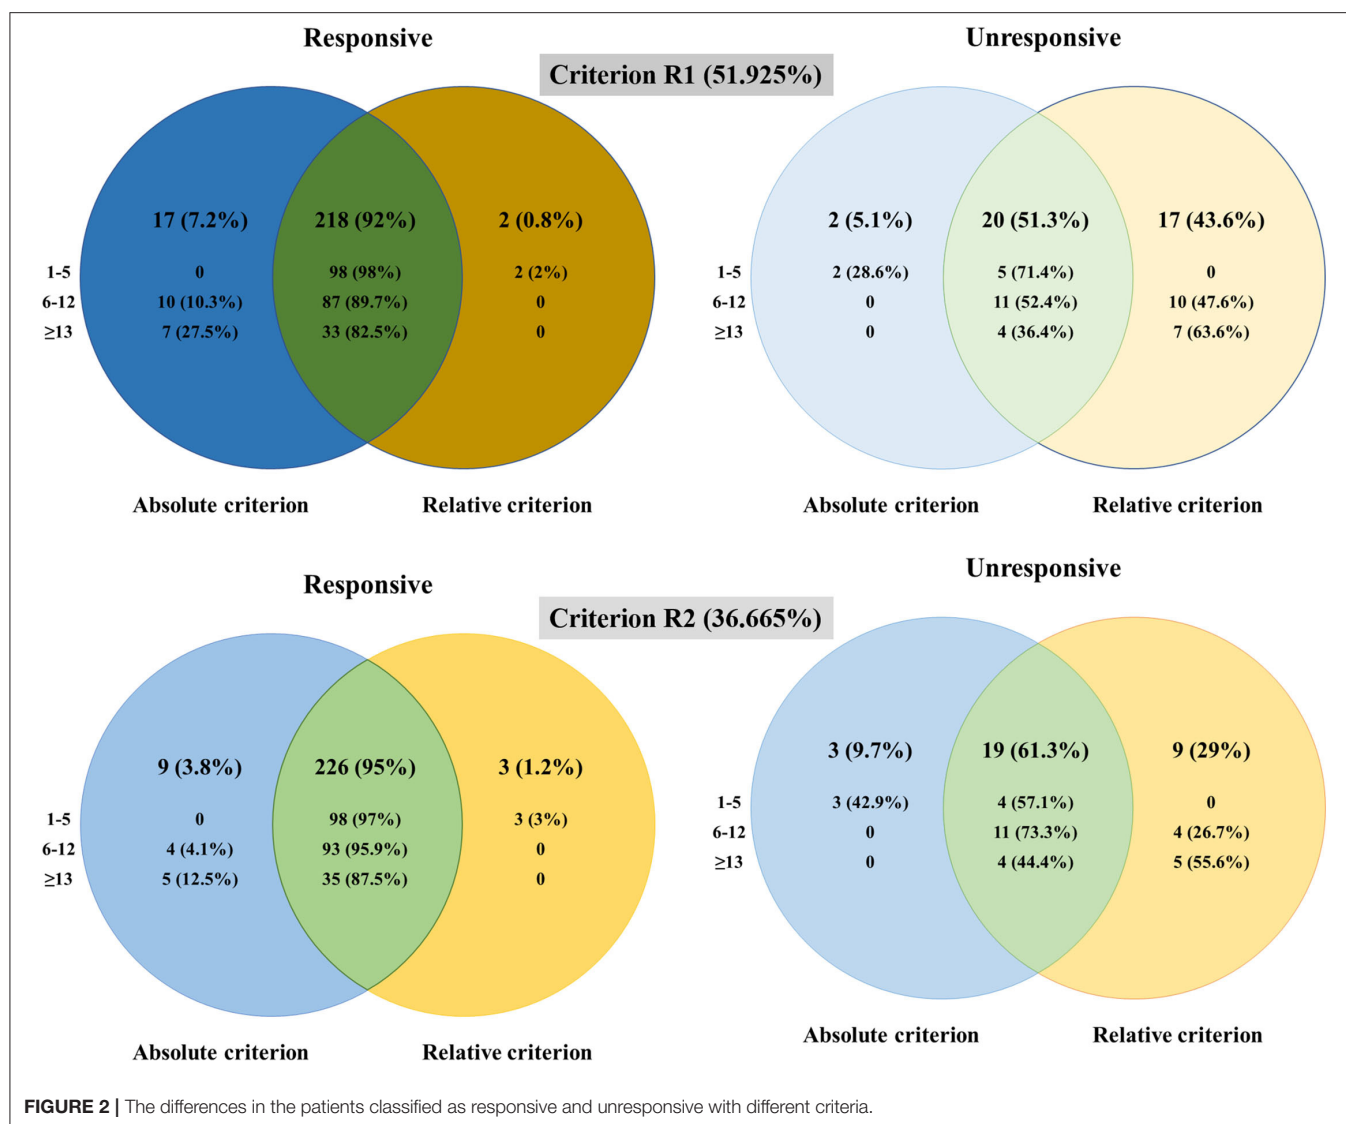 Responsive
Unresponsive
Criterion R1 (51.925%)
17 (7.2%) 218 (92%) 2 (0.8%)
1-5 0 98 (98%) 2 (2%)
6-12 10 (10.3%) 87 (89.7%) 0
≥13 7 (27.5%) 33 (82.5%) 0
Absolute criterion Relative criterion
2 (5.1%) 20 (51.3%) 17 (43.6%)
1-5 2 (28.6%) 5 (71.4%) 0
6-12 0 11 (52.4%) 10 (47.6%)
≥13 0 4 (36.4%) 7 (63.6%)
Absolute criterion Relative criterion
Responsive
Unresponsive
Criterion R2 (36.665%)
9 (3.8%) 226 (95%) 3 (1.2%)
1-5 0 98 (97%) 3 (3%)
6-12 4 (4.1%) 93 (95.9%) 0
≥13 5 (12.5%) 35 (87.5%) 0
Absolute criterion Relative criterion
3 (9.7%) 19 (61.3%) 9 (29%)
1-5 3 (42.9%) 4 (57.1%) 0
6-12 0 11 (73.3%) 4 (26.7%)
≥13 0 4 (44.4%) 5 (55.6%)
Absolute criterion Relative criterion
FIGURE 2 | The differences in the patients classified as responsive and unresponsive with different criteria.